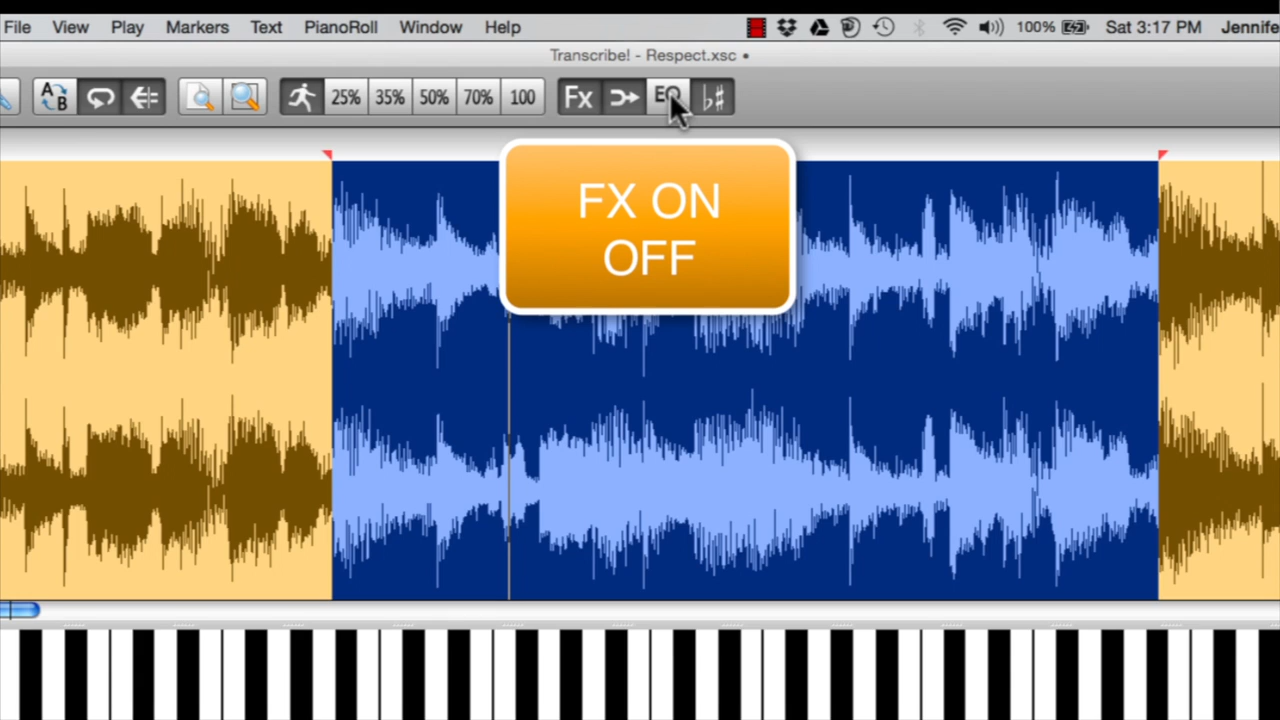 File View Play Markers Text PianoRoll Window Help 100% Sat 3:17 PM Jennife
Transcribe! - Respect.xsc •
A B 25% 35% 50% 70% 100 Fx EQ ♭♯
FX ON
OFF